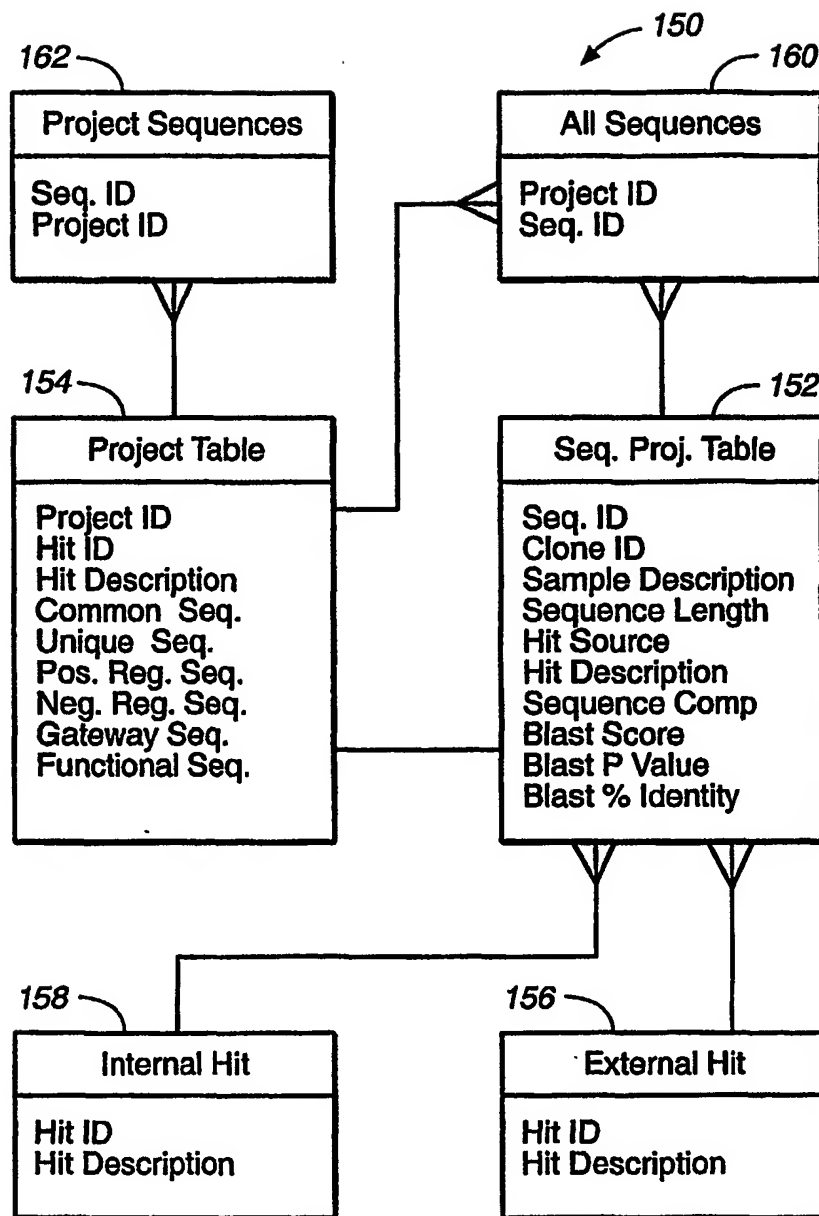 150
162
160
Project Sequences
Seq. ID
Project ID
All Sequences
Project ID
Seq. ID
154
152
Project Table
Project ID
Hit ID
Hit Description
Common Seq.
Unique Seq.
Pos. Reg. Seq.
Neg. Reg. Seq.
Gateway Seq.
Functional Seq.
Seq. Proj. Table
Seq. ID
Clone ID
Sample Description
Sequence Length
Hit Source
Hit Description
Sequence Comp
Blast Score
Blast P Value
Blast % Identity
158
156
Internal Hit
Hit ID
Hit Description
External Hit
Hit ID
Hit Description